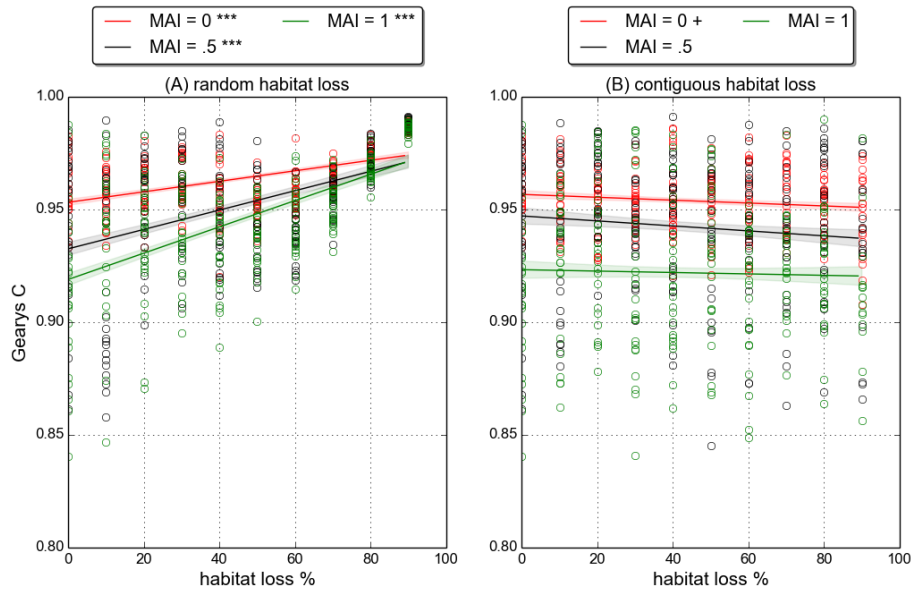 MAI = 0 *** MAI = 1 ***
MAI = .5 ***
MAI = 0 + MAI = 1
MAI = .5
(A) random habitat loss
(B) contiguous habitat loss
1.00
0.95
0.90
0.85
0.80
Gearys C
0 20 40 60 80 100
habitat loss %
1.00
0.95
0.90
0.85
0.80
0 20 40 60 80 100
habitat loss %